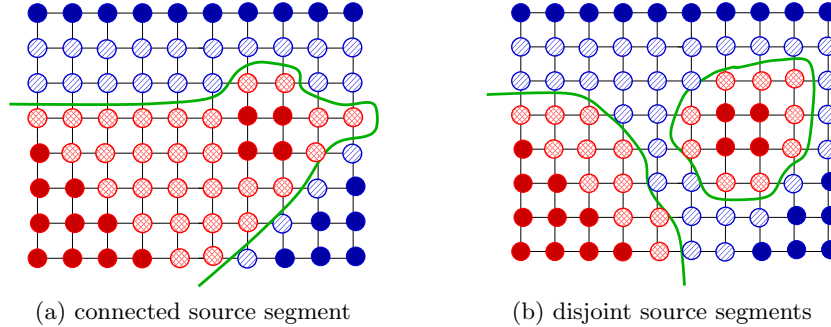 (a) connected source segment
(b) disjoint source segments